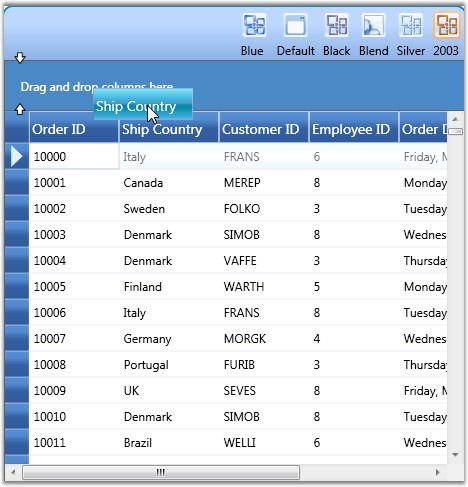 Blue Default Black Blend Silver 2003
Drag and drop columns here
Ship Country
Order ID Ship Country Customer ID Employee ID Order D
10000 Italy FRANS 6 Friday, M
10001 Canada MEREP 8 Monday
10002 Sweden FOLKO 3 Tuesday
10003 Denmark SIMOB 8 Wednes
10004 Denmark VAFFE 3 Thursda
10005 Finland WARTH 5 Monday
10006 Italy FRANS 8 Tuesday
10007 Germany MORGK 4 Wednes
10008 Portugal FURIB 3 Thursda
10009 UK SEVES 8 Friday, M
10010 Denmark SIMOB 8 Wednes
10011 Brazil WELLI 6 Wednes